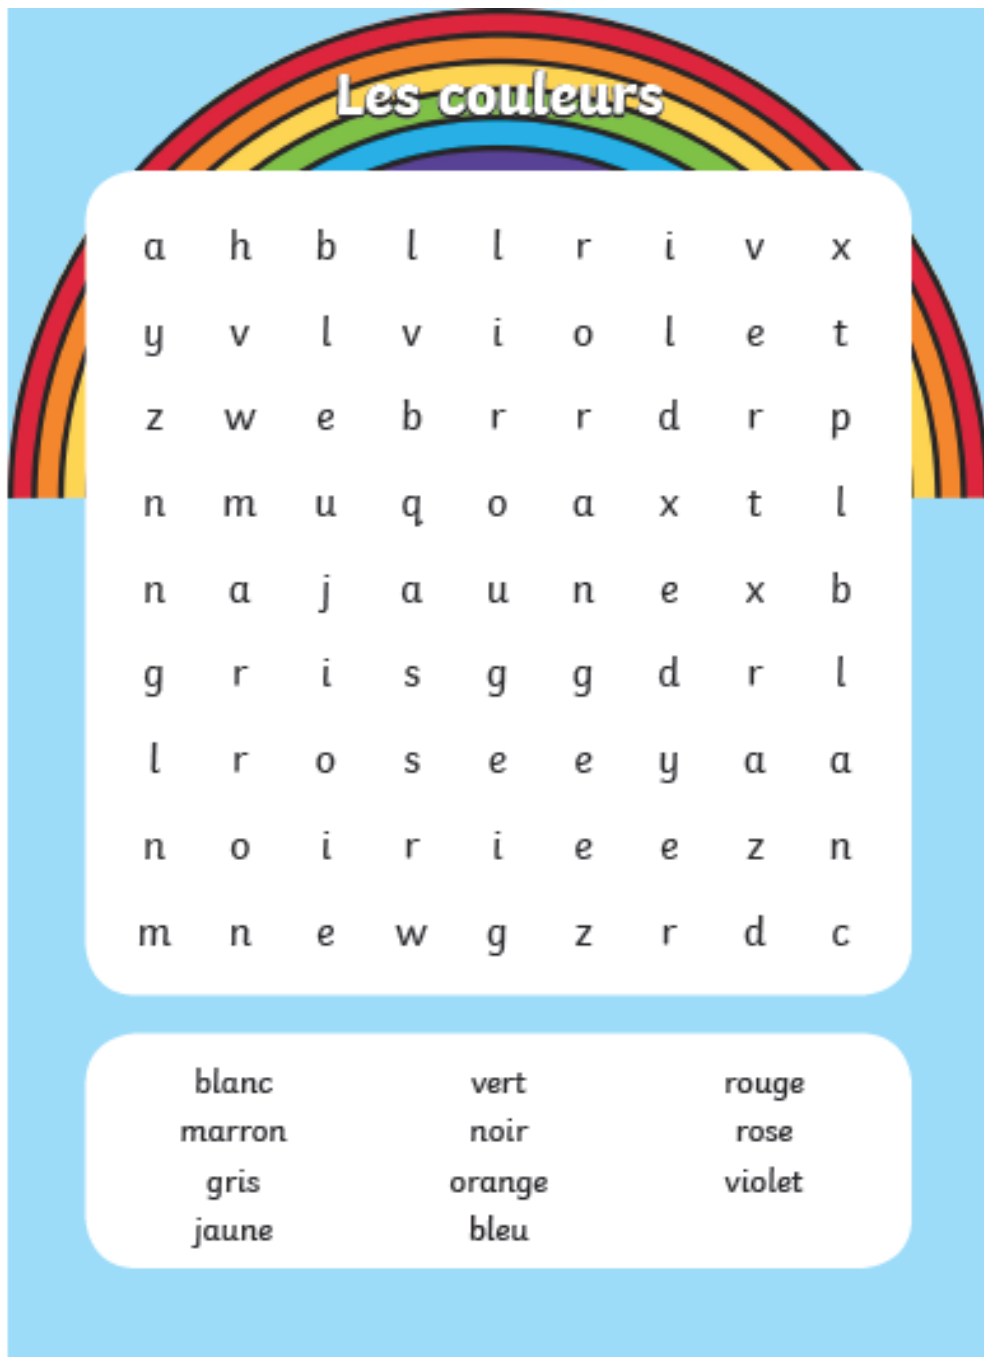 Les couleurs
a h b l l r i v x
y v l v i o l e t
z w e b r r d r p
n m u q o a x t l
n a j a u n e x b
g r i s g g d r l
l r o s e e y a a
n o i r i e e z n
m n e w g z r d c
blanc vert rouge
marron noir rose
gris orange violet
jaune bleu